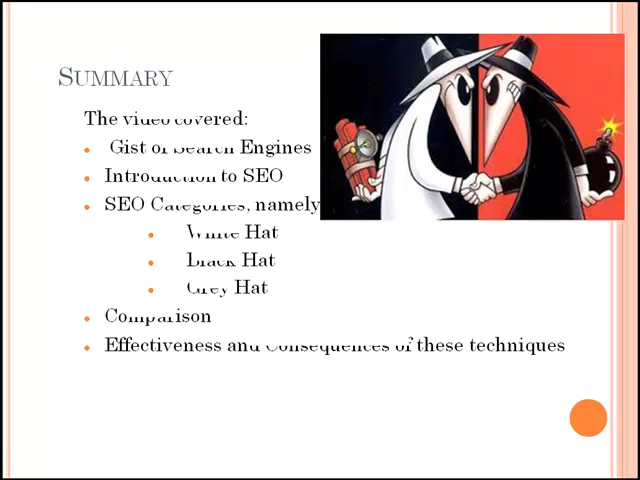 Summary
The video covered:
Gist of Search Engines
Introduction to SEO
SEO Categories, namely
White Hat
Black Hat
Grey Hat
Comparison
Effectiveness and Consequences of these techniques